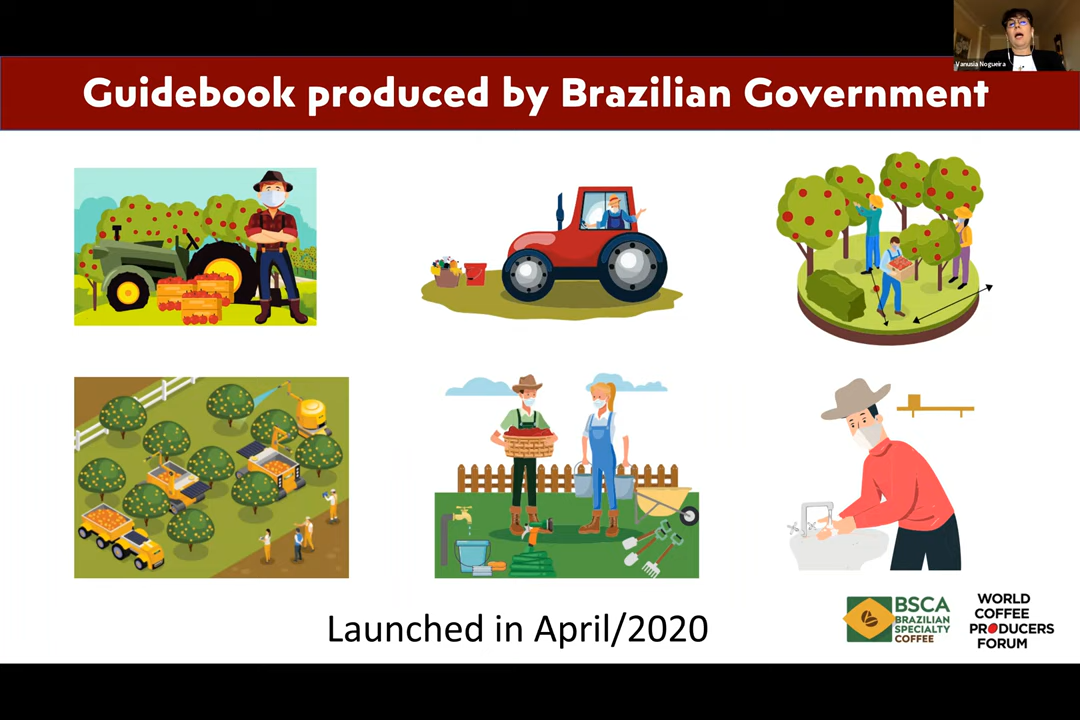 Vanusia Nogueira
Guidebook produced by Brazilian Government
Launched in April/2020
BSCA
BRAZILIAN
SPECIALTY
COFFEE
WORLD
COFFEE
PRODUCERS
FORUM